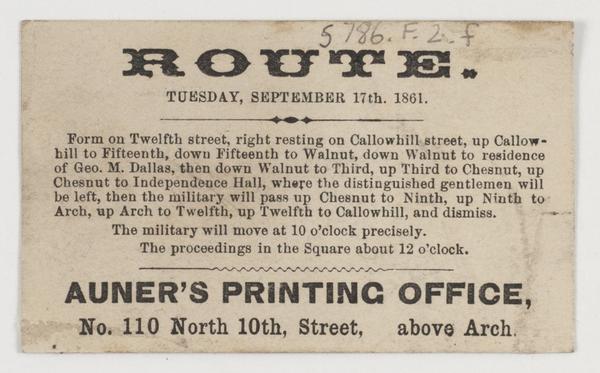 5786.F.2.f
ROUTE.
TUESDAY, SEPTEMBER 17th. 1861.
Form on Twelfth street, right resting on Callowhill street, up Callow-
hill to Fifteenth, down Fifteenth to Walnut, down Walnut to residence
of Geo. M. Dallas, then down Walnut to Third, up Third to Chesnut, up
Chesnut to Independence Hall, where the distinguished gentlemen will
be left, then the military will pass up Chesnut to Ninth, up Ninth to
Arch, up Arch to Twelfth, up Twelfth to Callowhill, and dismiss.
The military will move at 10 o'clock precisely.
The proceedings in the Square about 12 o'clock.
AUNER'S PRINTING OFFICE,
No. 110 North 10th, Street, above Arch.